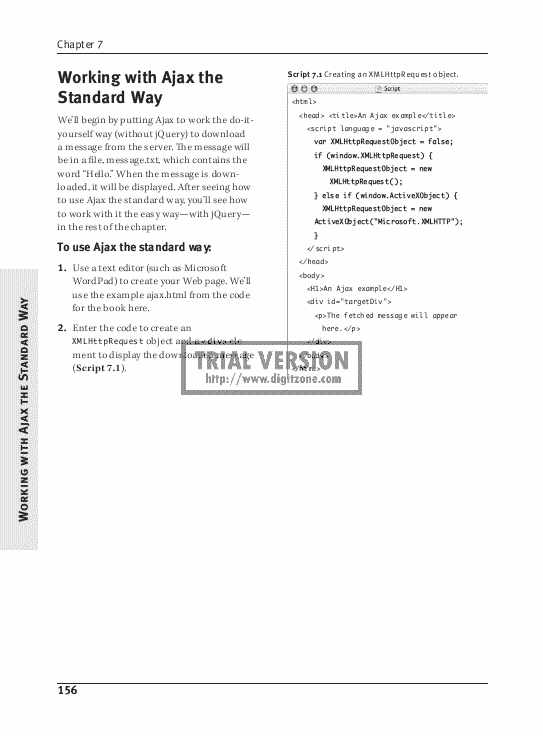 Chapter 7
Working with Ajax the
Standard Way
We'll begin by putting Ajax to work the do-it-
yourself way (without jQuery) to download
a message from the server. The message will
be in a file, message.txt, which contains the
word "Hello." When the message is down-
loaded, it will be displayed. After seeing how
to use Ajax the standard way, you'll see how
to work with it the easy way—with jQuery—
in the rest of the chapter.
To use Ajax the standard way:
1. Use a text editor (such as Microsoft
WordPad) to create your Web page. We'll
use the example ajax.html from the code
for the book here.
2. Enter the code to create an
XMLHttpRequest object and a <div> ele-
ment to display the downloaded message
(Script 7.1).
Script 7.1 Creating an XMLHttpRequest object.
Script
<html>
<head> <title>An Ajax example</title>
<script language = "javascript">
var XMLHttpRequestObject = false;
if (window.XMLHttpRequest) {
XMLHttpRequestObject = new
XMLHttpRequest();
} else if (window.ActiveXObject) {
XMLHttpRequestObject = new
ActiveXObject("Microsoft.XMLHTTP");
}
</script>
</head>
<body>
<H1>An Ajax example</H1>
<div id="targetDiv">
<p>The fetched message will appear
here.</p>
</div>
</body>
</html>
TRIAL VERSION
http://www.digitzone.com
Working with Ajax the Standard Way
156